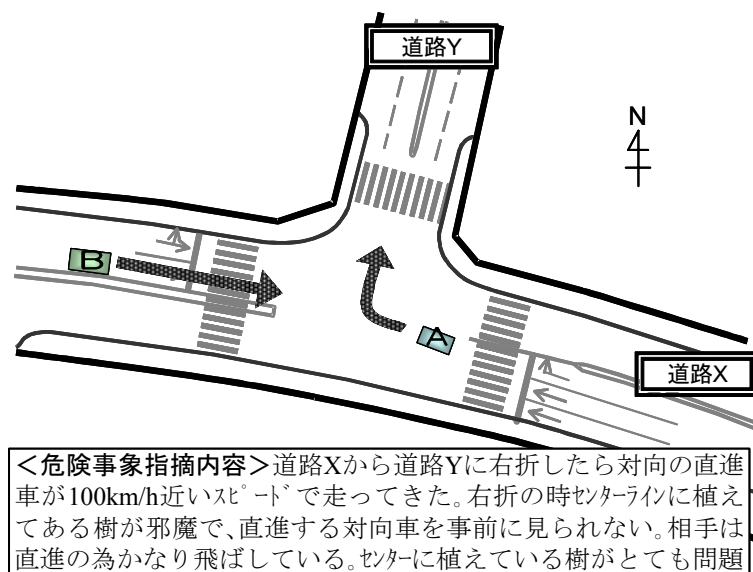 道路Y
N
B
A
道路X
＜危険事象指摘内容＞道路Xから道路Yに右折したら対向の直進
車が100km/h近いｽﾋﾟｰﾄﾞで走ってきた。右折の時ｾﾝﾀｰﾗｲﾝに植え
てある樹が邪魔で、直進する対向車を事前に見られない。相手は
直進の為かなり飛ばしている。ｾﾝﾀｰに植えている樹がとても問題